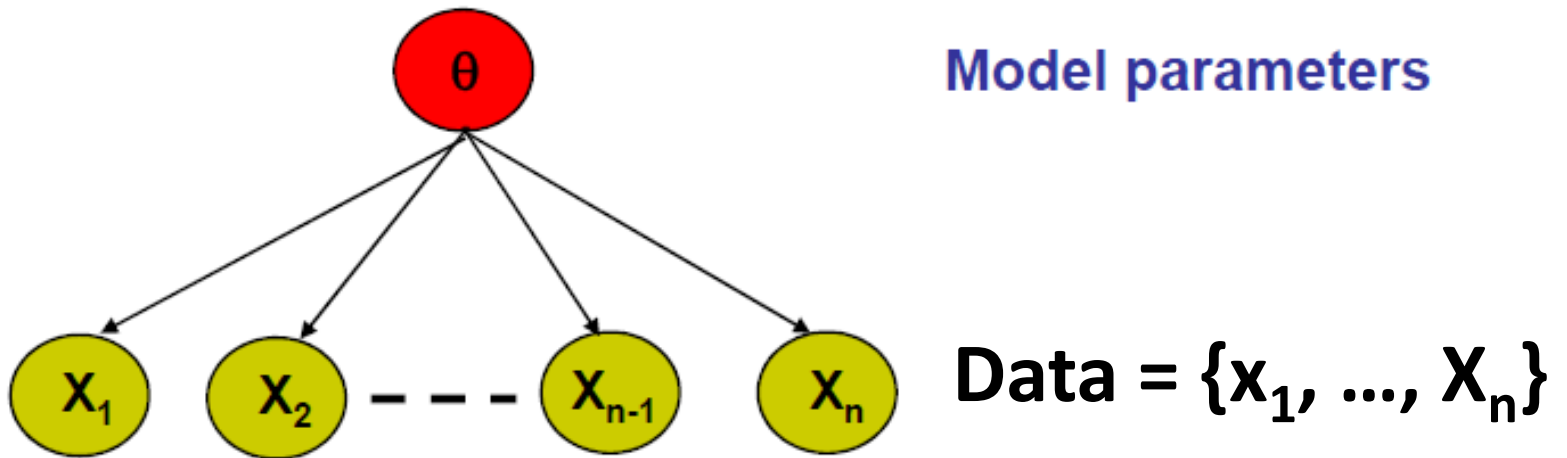 θ Model parameters
X₁ X₂ Xₙ₋₁ Xₙ Data = {x₁, ..., Xₙ}